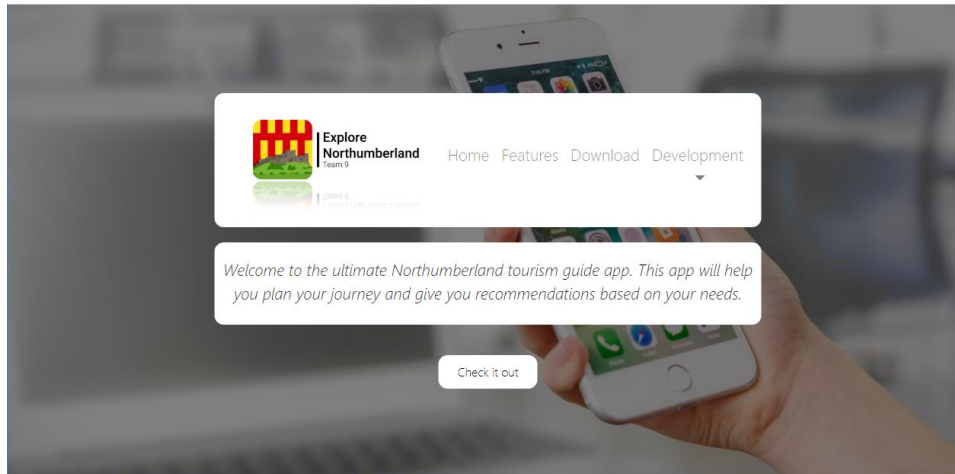 Explore
Northumberland
Team 9
Home Features Download Development
Welcome to the ultimate Northumberland tourism guide app. This app will help
you plan your journey and give you recommendations based on your needs.
Check it out